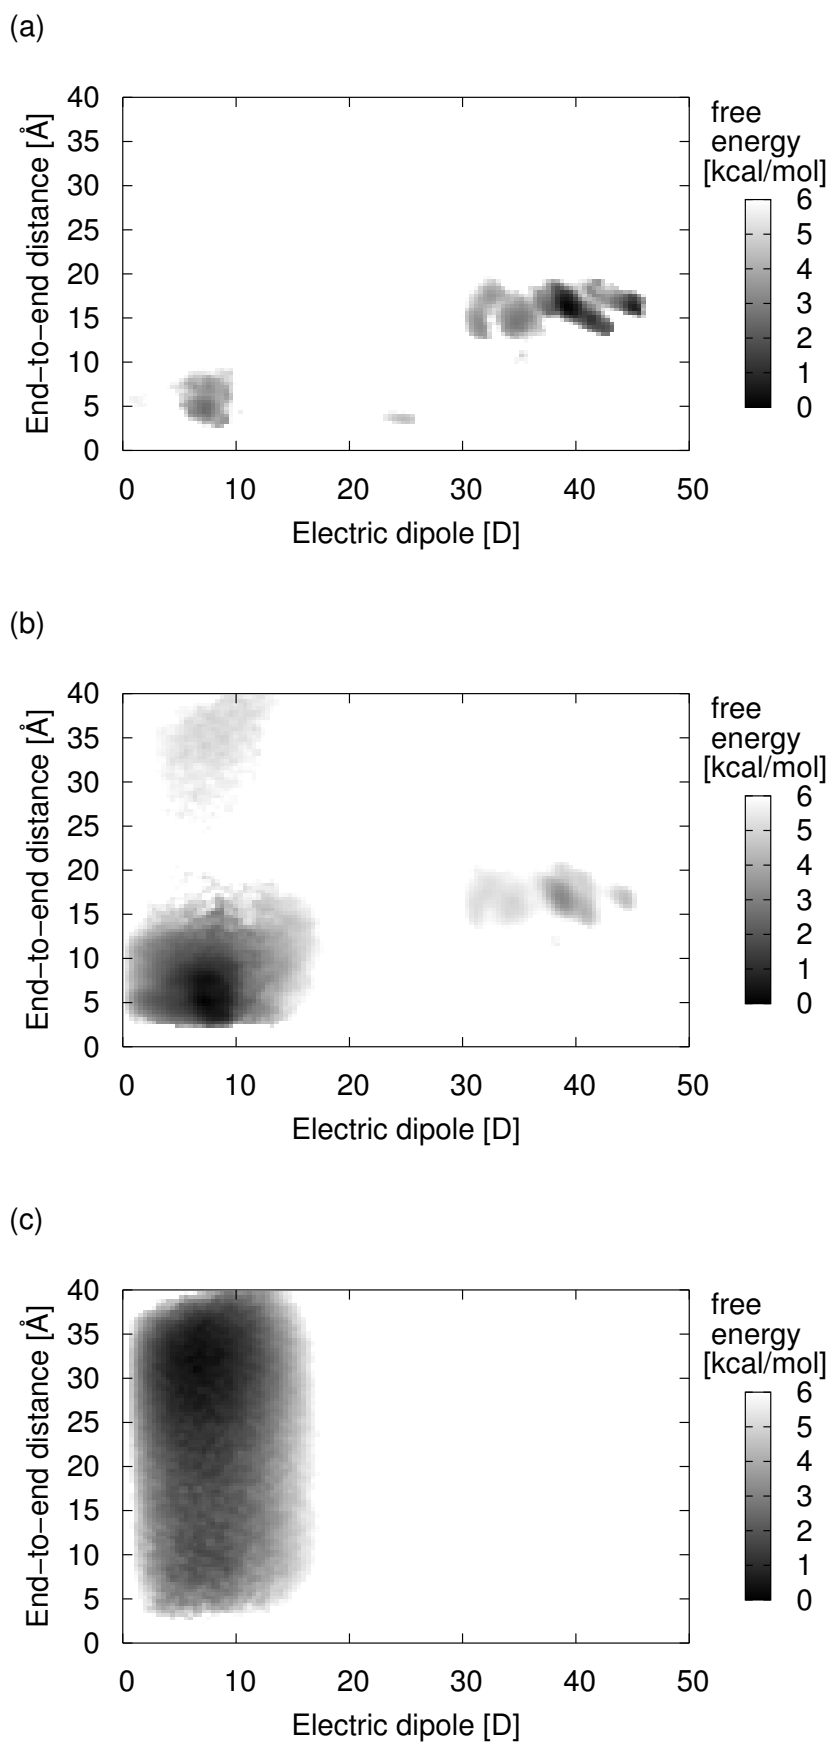 (a)
End−to−end distance [Å]
40
35
30
25
20
15
10
5
0
0 10 20 30 40 50
Electric dipole [D]
free
energy
[kcal/mol]
6
5
4
3
2
1
0
(b)
End−to−end distance [Å]
40
35
30
25
20
15
10
5
0
0 10 20 30 40 50
Electric dipole [D]
free
energy
[kcal/mol]
6
5
4
3
2
1
0
(c)
End−to−end distance [Å]
40
35
30
25
20
15
10
5
0
0 10 20 30 40 50
Electric dipole [D]
free
energy
[kcal/mol]
6
5
4
3
2
1
0